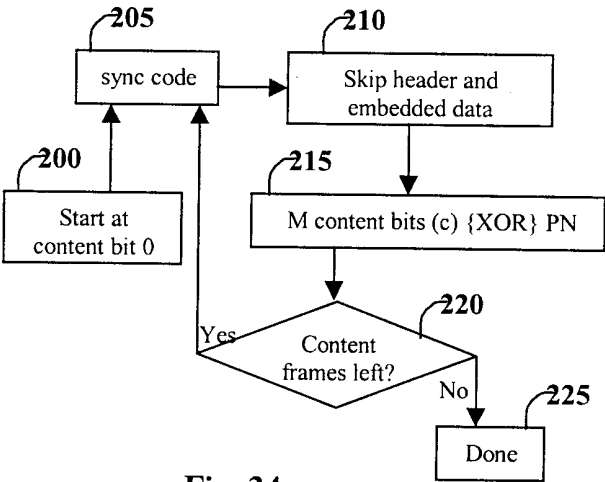 205
sync code
210
Skip header and
embedded data
200
Start at
content bit 0
215
M content bits (c) {XOR} PN
220
Content
frames left?
Yes
No
225
Done